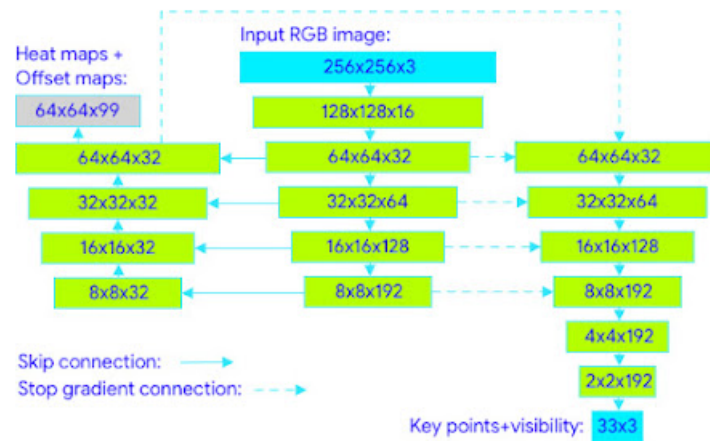 Heat maps +
Offset maps:
64x64x99
64x64x32
32x32x32
16x16x32
8x8x32
Input RGB image:
256x256x3
128x128x16
64x64x32
32x32x64
16x16x128
8x8x192
64x64x32
32x32x64
16x16x128
8x8x192
4x4x192
2x2x192
Key points+visibility: 33x3
Skip connection:
Stop gradient connection: